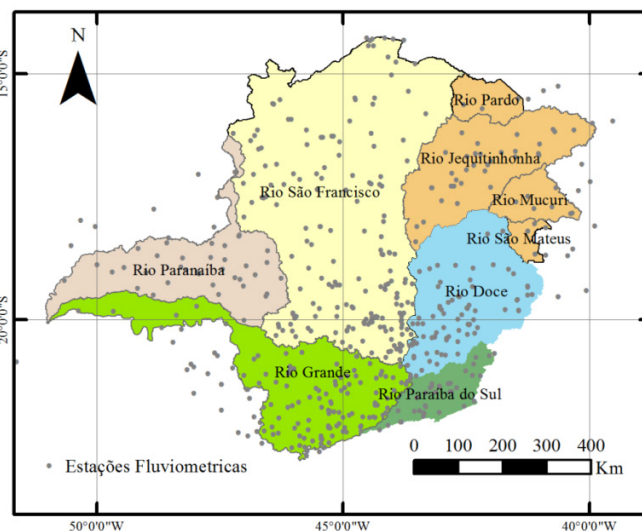 N
15°0'0"S
Rio Pardo
Rio Jequitinhonha
Rio São Francisco
Rio Mucuri
Rio São Mateus
Rio Paranaíba
Rio Doce
20°0'0"S
Rio Grande
Rio Paraíba do Sul
0 100 200 300 400
Km
Estações Fluviometricas
50°0'0"W 45°0'0"W 40°0'0"W